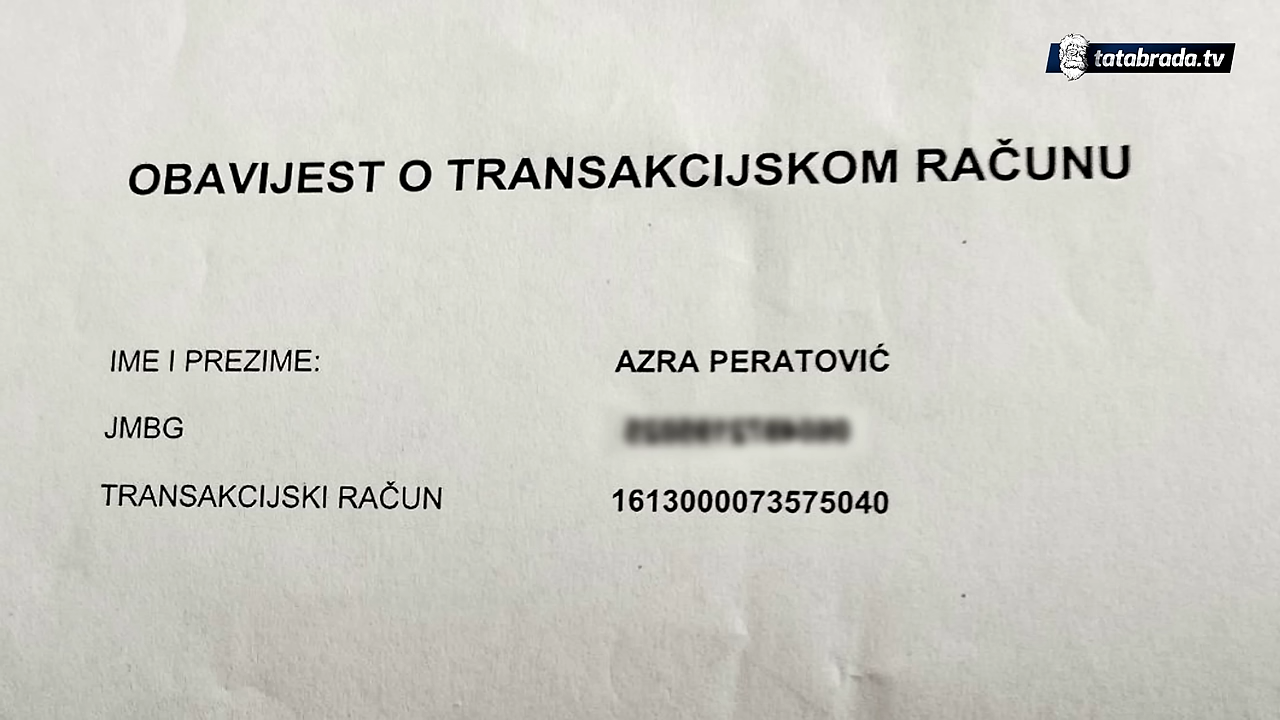 tatabrada.tv
OBAVIJEST O TRANSAKCIJSKOM RAČUNU
IME I PREZIME: AZRA PERATOVIĆ
JMBG
TRANSAKCIJSKI RAČUN 1613000073575040